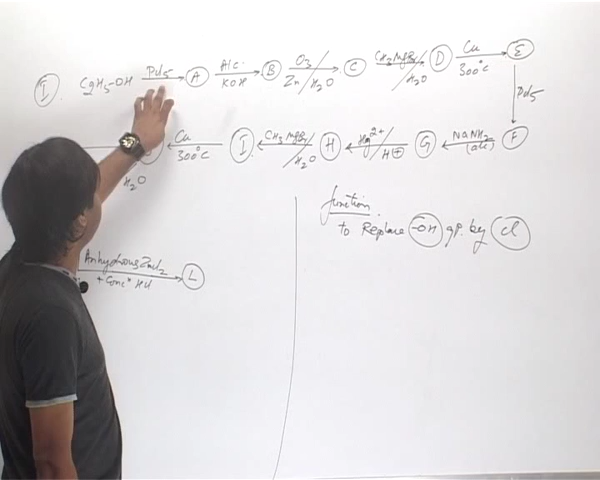 I. C2H5-OH PCl5 A Alc. KOH B O3/ Zn/H2O C CH3MgBr/ H2O D Cu 300°C E
PCl5
Cu 300°C I. CH3MgBr/ H2O H Hg2+/ H+ G NaNH2 (alc) F
H2O
function
to Replace -OH gp. by Cl
Anhydrous ZnCl2
+ Conc° HCl L